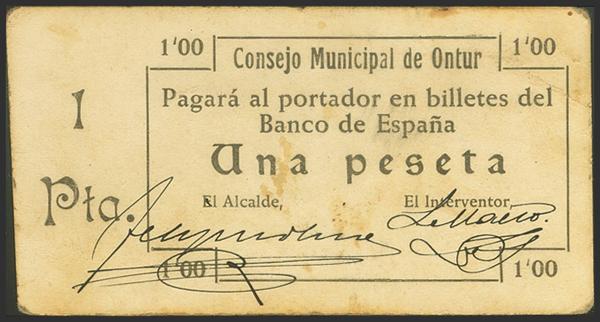 1'00 Consejo Municipal de Ontur 1'00
1 Pta.
Pagará al portador en billetes del
Banco de España
Una peseta
El Alcalde, El Interventor,
1'00 1'00